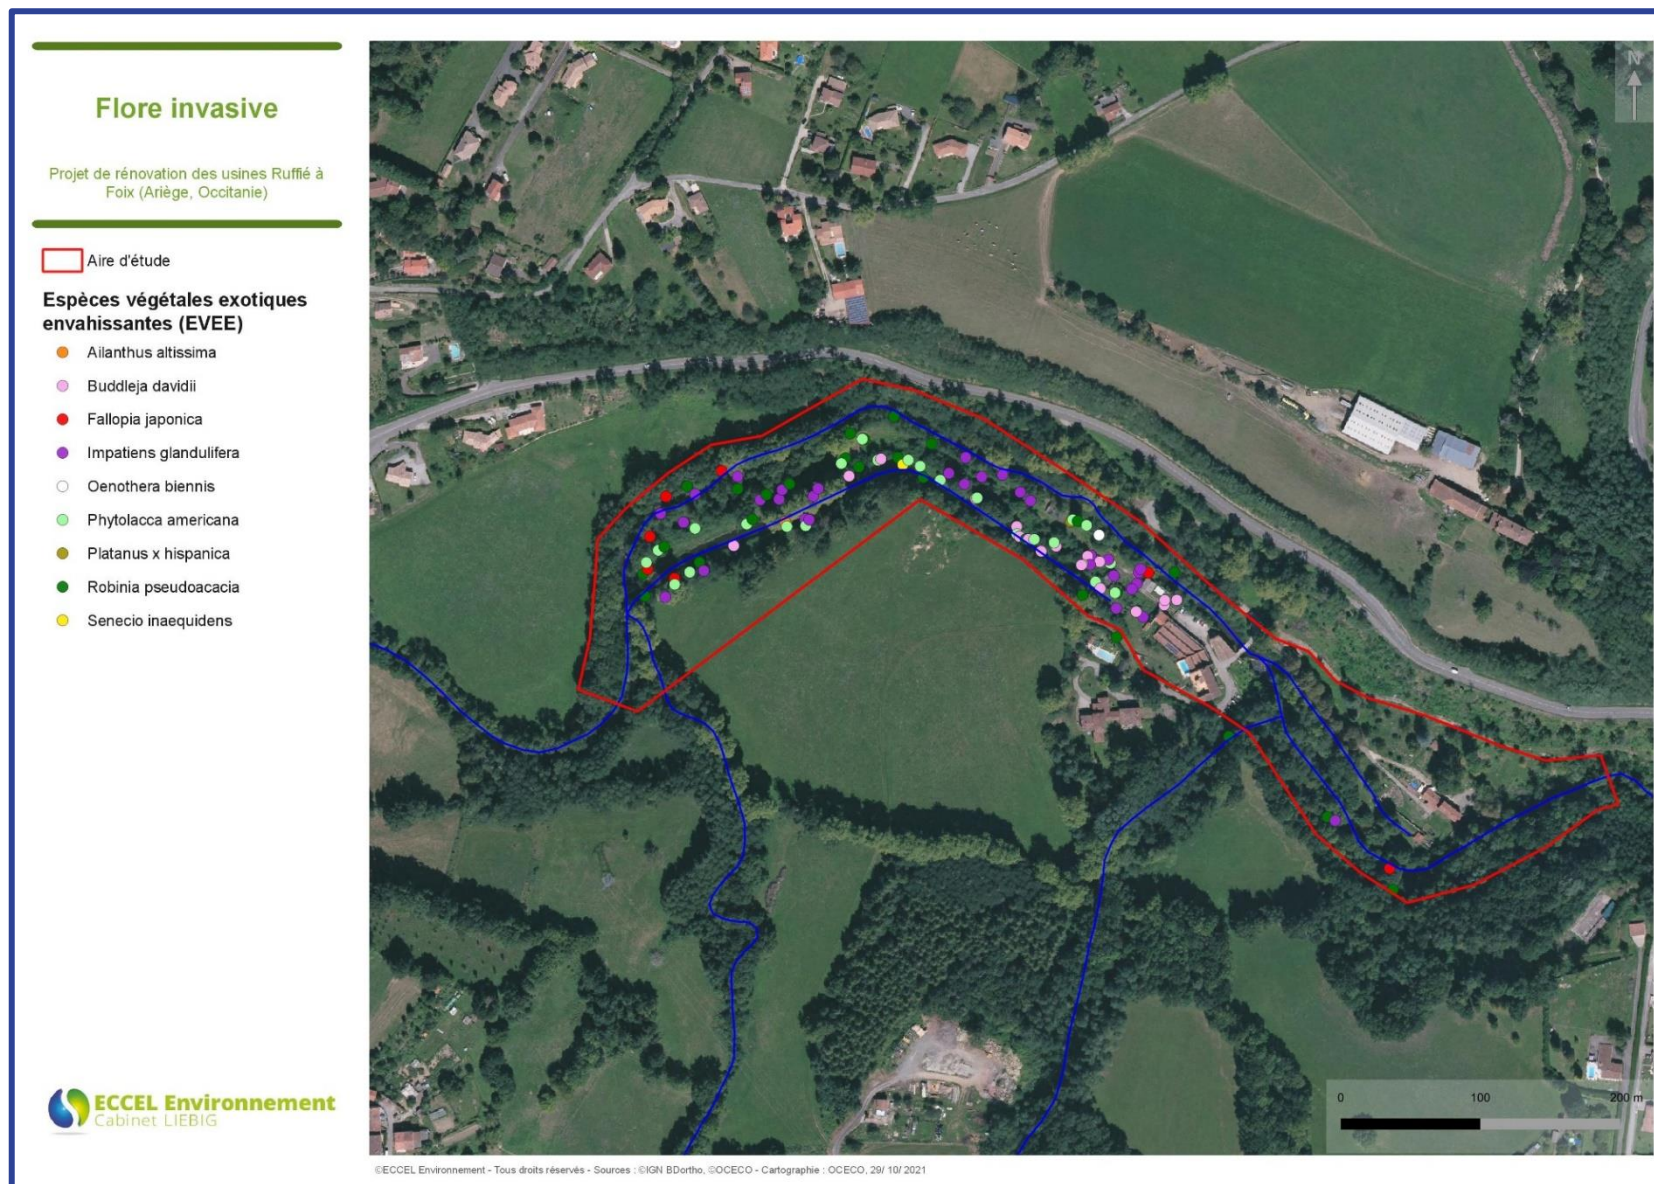 Flore invasive
Projet de rénovation des usines Ruffié à
Foix (Ariège, Occitanie)
Aire d'étude
Espèces végétales exotiques
envahissantes (EVEE)
Ailanthus altissima
Buddleja davidii
Fallopia japonica
Impatiens glandulifera
Oenothera biennis
Phytolacca americana
Platanus x hispanica
Robinia pseudoacacia
Senecio inaequidens
ECCEL Environnement
Cabinet LIEBIG
N
0 100 200 m
©ECCEL Environnement - Tous droits réservés - Sources : ©IGN BDortho, ©OCECO - Cartographie : OCECO, 29/ 10/ 2021